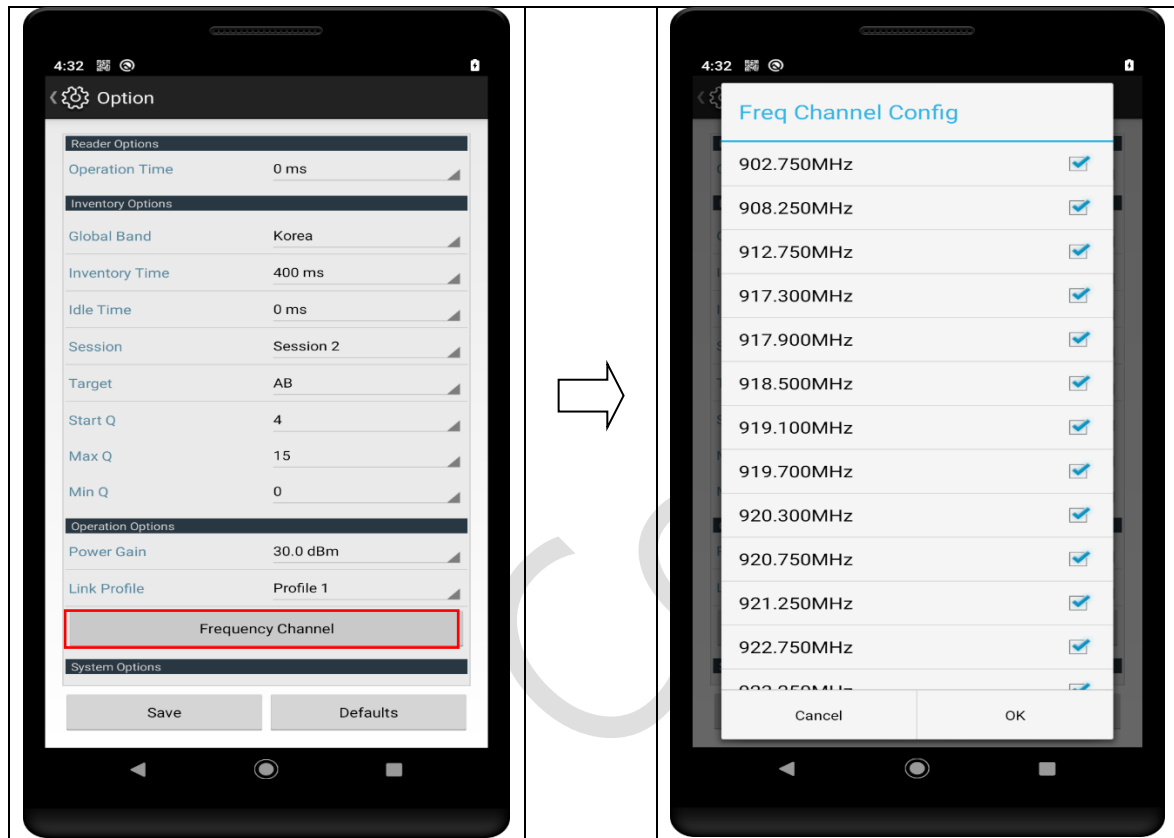 4:32
Option
Reader Options
Operation Time 0 ms
Inventory Options
Global Band Korea
Inventory Time 400 ms
Idle Time 0 ms
Session Session 2
Target AB
Start Q 4
Max Q 15
Min Q 0
Operation Options
Power Gain 30.0 dBm
Link Profile Profile 1
Frequency Channel
System Options
Save Defaults
4:32
Freq Channel Config
902.750MHz
908.250MHz
912.750MHz
917.300MHz
917.900MHz
918.500MHz
919.100MHz
919.700MHz
920.300MHz
920.750MHz
921.250MHz
922.750MHz
Cancel OK